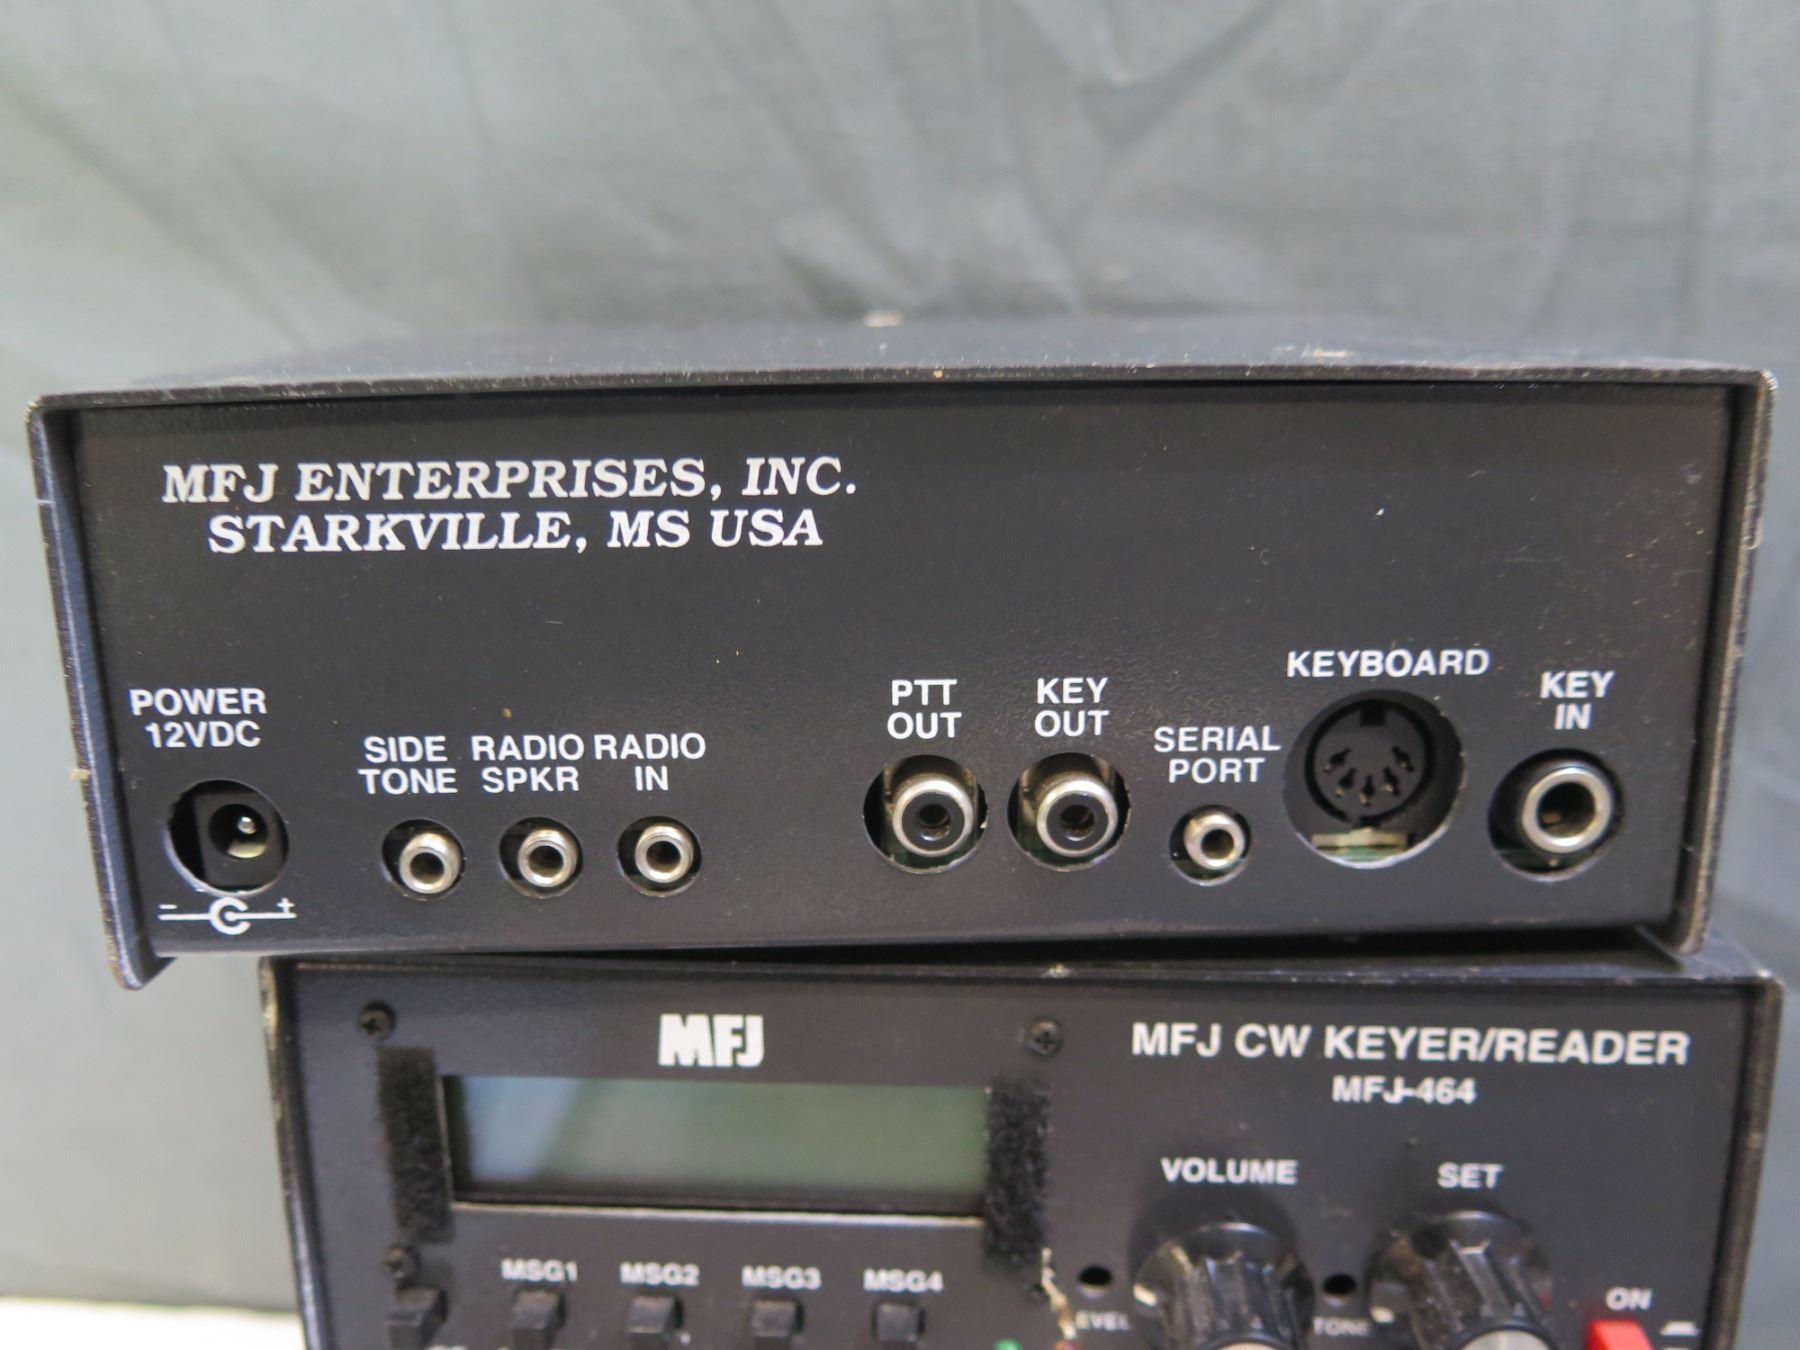 MFJ ENTERPRISES, INC.
STARKVILLE, MS USA
POWER
12VDC
- +
SIDE
TONE
RADIO
SPKR
RADIO
IN
PTT
OUT
KEY
OUT
SERIAL
PORT
KEYBOARD
KEY
IN
MFJ
MFJ CW KEYER/READER
MFJ-464
VOLUME
SET
MSG1
MSG2
MSG3
MSG4
TONE
ON